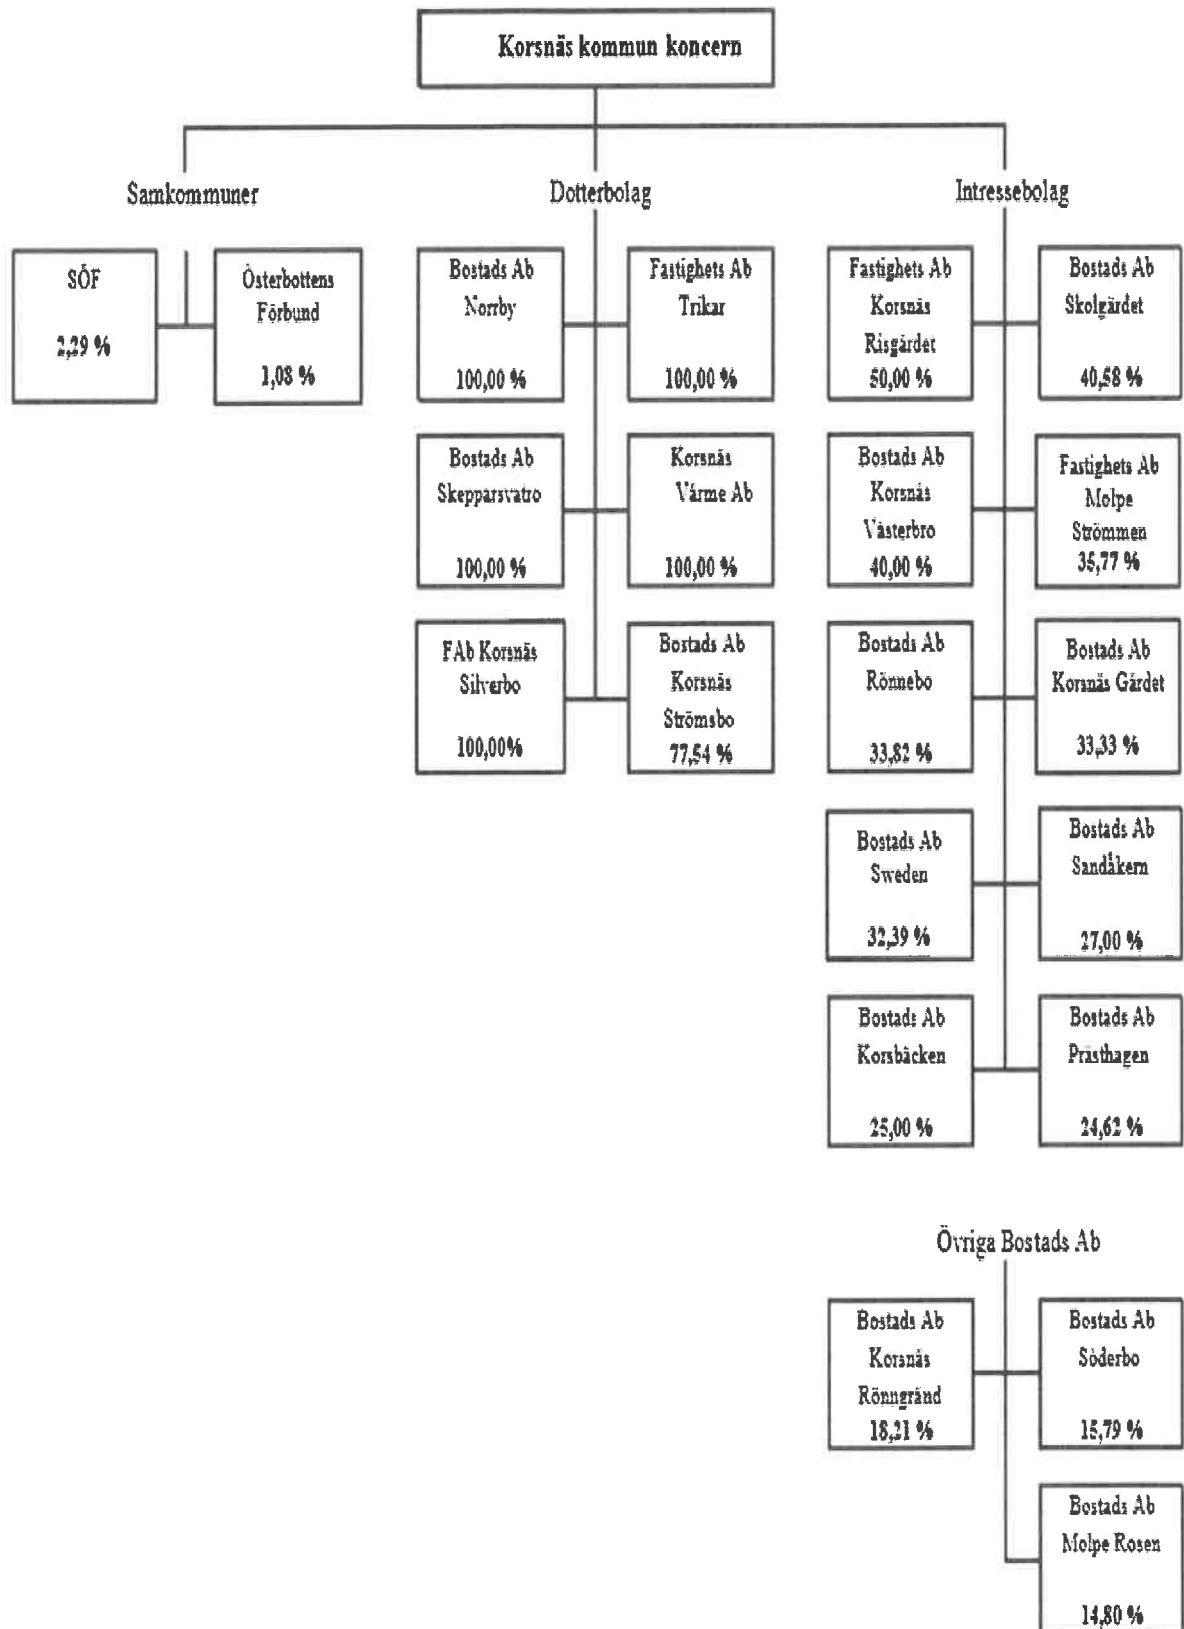 Korsnäs kommun koncern
Samkommuner
SÖF
2,29 %
Österbottens
Förbund
1,08 %
Dotterbolag
Bostads Ab
Norrby
100,00 %
Fastighets Ab
Trikar
100,00 %
Bostads Ab
Skepparsvatro
100,00 %
Korsnäs
Värme Ab
100,00 %
FAb Korsnäs
Silverbo
100,00%
Bostads Ab
Korsnäs
Strömsbo
77,54 %
Intressebolag
Fastighets Ab
Korsnäs
Risgärdet
50,00 %
Bostads Ab
Skolgärdet
40,58 %
Bostads Ab
Korsnäs
Västerbro
40,00 %
Fastighets Ab
Molpe
Strömmen
35,77 %
Bostads Ab
Rönnebo
33,82 %
Bostads Ab
Korsnäs Gärdet
33,33 %
Bostads Ab
Sweden
32,39 %
Bostads Ab
Sandåkern
27,00 %
Bostads Ab
Korsbäcken
25,00 %
Bostads Ab
Prästhagen
24,62 %
Övriga Bostads Ab
Bostads Ab
Korsnäs
Rönngränd
18,21 %
Bostads Ab
Söderbo
15,79 %
Bostads Ab
Molpe Rosen
14,80 %